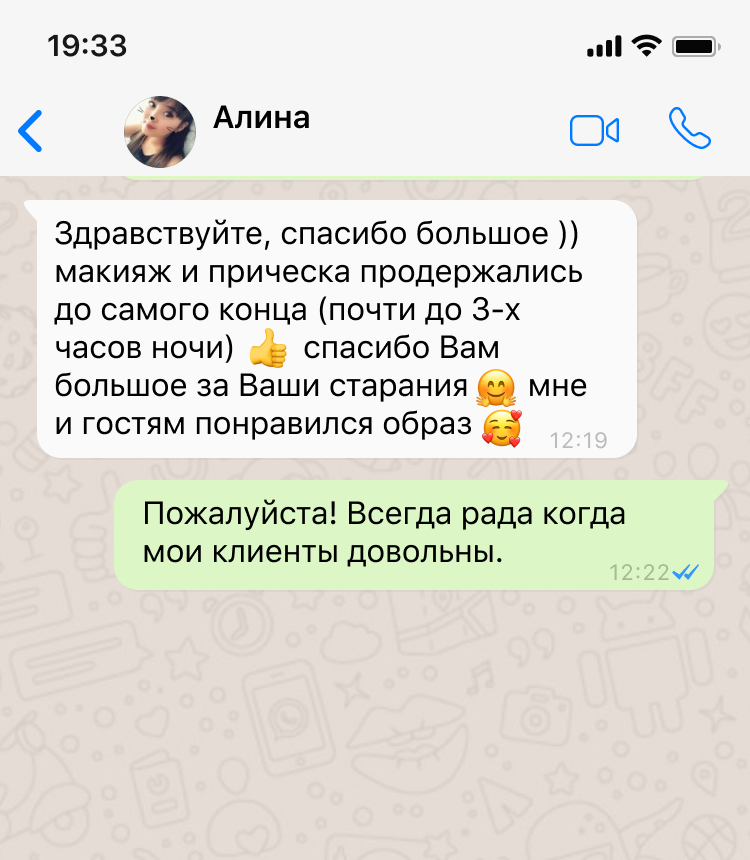 19:33
Алина
Здравствуйте, спасибо большое ))
макияж и прическа продержались
до самого конца (почти до 3-х
часов ночи) 👍 спасибо Вам
большое за Ваши старания 🤗 мне
и гостям понравился образ 🥰
12:19
Пожалуйста! Всегда рада когда
мои клиенты довольны.
12:22